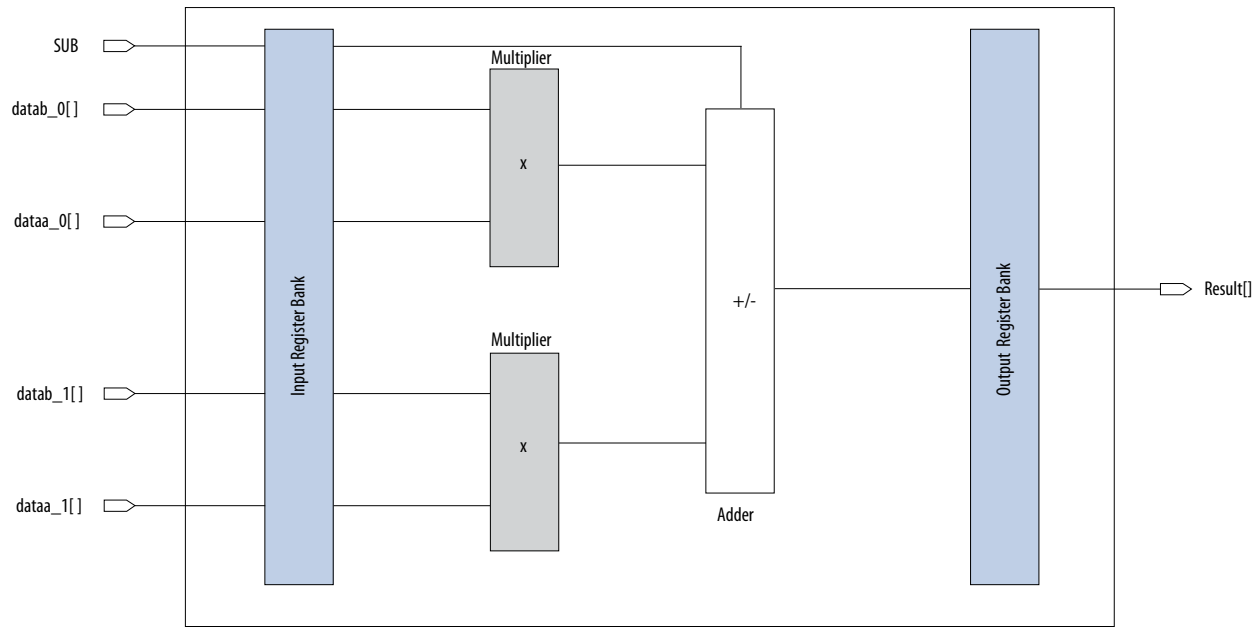 SUB
Multiplier
datab_0[ ]
x
dataa_0[ ]
Input Register Bank
+/-
Output Register Bank
Result[]
Multiplier
datab_1[ ]
x
dataa_1[ ]
Adder